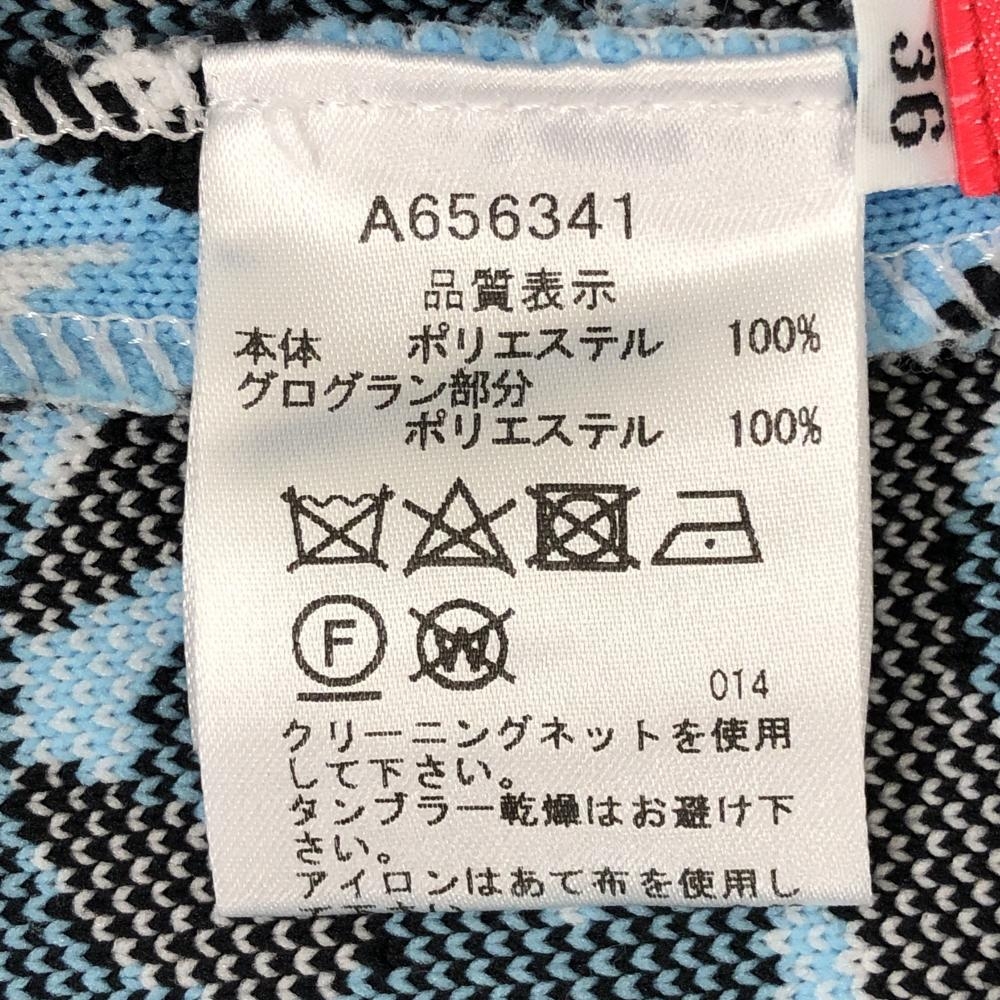 36
A656341
品質表示
本体 ポリエステル 100%
グログラン部分
ポリエステル 100%
F
W
014
クリーニングネットを使用
して下さい。
タンブラー乾燥はお避け下
さい。
アイロンはあて布を使用し